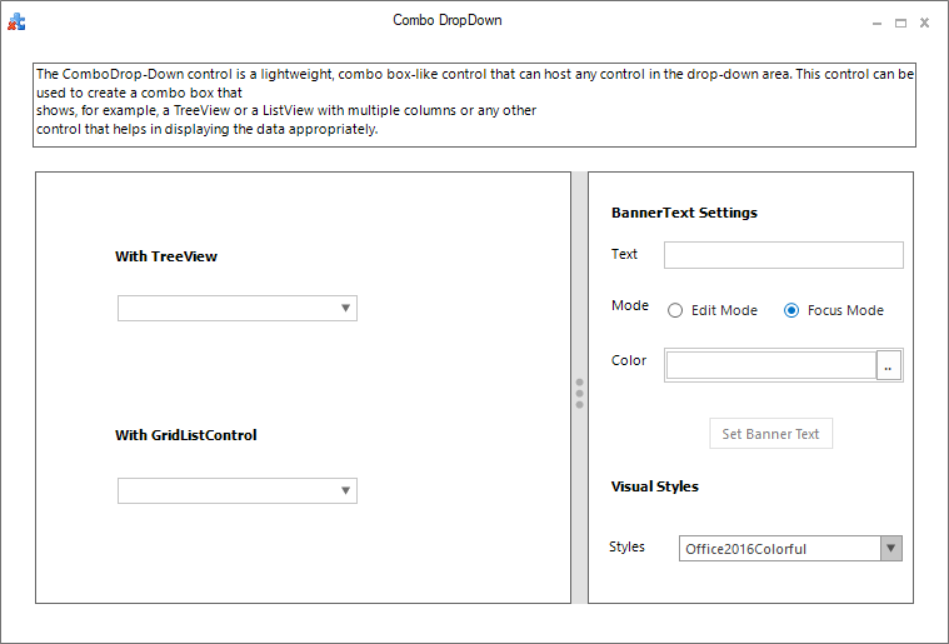 Combo DropDown
The ComboDrop-Down control is a lightweight, combo box-like control that can host any control in the drop-down area. This control can be
used to create a combo box that
shows, for example, a TreeView or a ListView with multiple columns or any other
control that helps in displaying the data appropriately.
With TreeView
With GridListControl
BannerText Settings
Text
Mode
Edit Mode
Focus Mode
Color
..
Set Banner Text
Visual Styles
Styles
Office2016Colorful